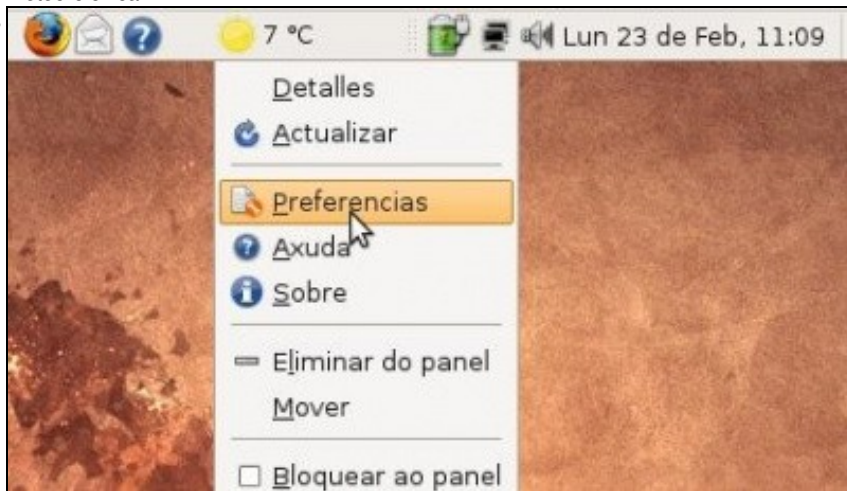 7 °C
Lun 23 de Feb, 11:09
Detalles
Actualizar
Preferencias
Axuda
Sobre
Eliminar do panel
Mover
Bloquear ao panel